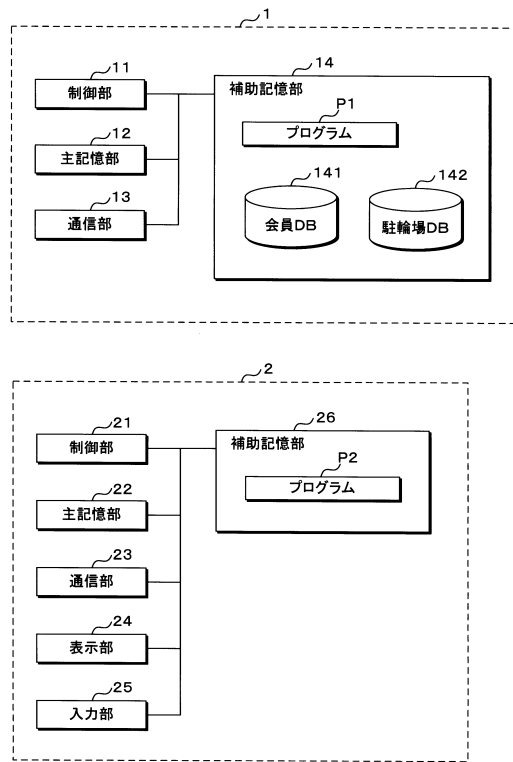 1
11
制御部
12
主記憶部
13
通信部
14
補助記憶部
P1
プログラム
141
会員DB
142
駐輪場DB
2
21
制御部
22
主記憶部
23
通信部
24
表示部
25
入力部
26
補助記憶部
P2
プログラム